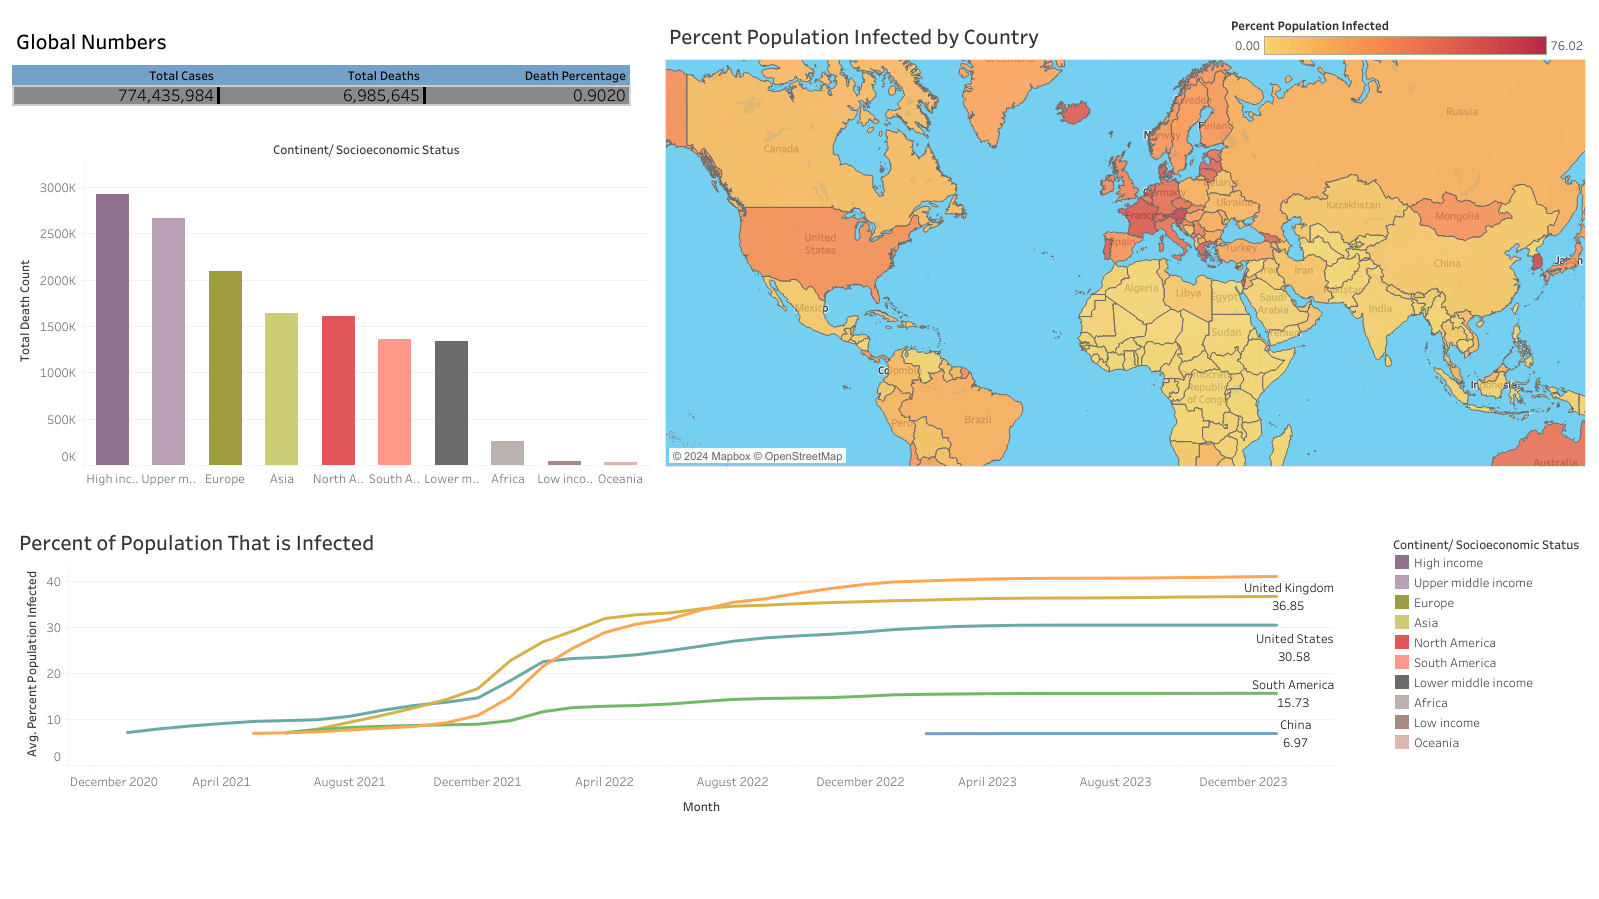 Global Numbers
Total Cases Total Deaths Death Percentage
774,435,984 6,985,645 0.9020
Continent/ Socioeconomic Status
Total Death Count
3000K
2500K
2000K
1500K
1000K
500K
0K
High inc.. Upper m.. Europe Asia North A.. South A.. Lower m.. Africa Low inco.. Oceania
Percent Population Infected by Country
Percent Population Infected
0.00 76.02
Greenland
Sweden
Russia
Finland
Norway
Canada
Belarus
Germany
Ukraine
Kazakhstan
France
Mongolia
United
States
Spain
Turkey
China
Japan
Iraq
Iran
Algeria
Libya
Egypt
Pakistan
Saudi
Arabia
India
Mexico
Sudan
Yemen
Colombia
Democratic
Republic
of Congo
Indonesia
Peru
Brazil
Australia
© 2024 Mapbox © OpenStreetMap
Percent of Population That is Infected
Avg. Percent Population Infected
40
30
20
10
0
United Kingdom
36.85
United States
30.58
South America
15.73
China
6.97
December 2020 April 2021 August 2021 December 2021 April 2022 August 2022 December 2022 April 2023 August 2023 December 2023
Month
Continent/ Socioeconomic Status
High income
Upper middle income
Europe
Asia
North America
South America
Lower middle income
Africa
Low income
Oceania